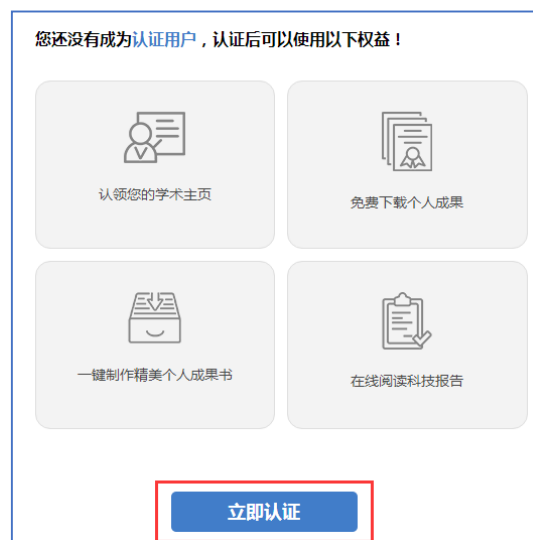 您还没有成为认证用户，认证后可以使用以下权益！
认领您的学术主页
免费下载个人成果
一键制作精美个人成果书
在线阅读科技报告
立即认证